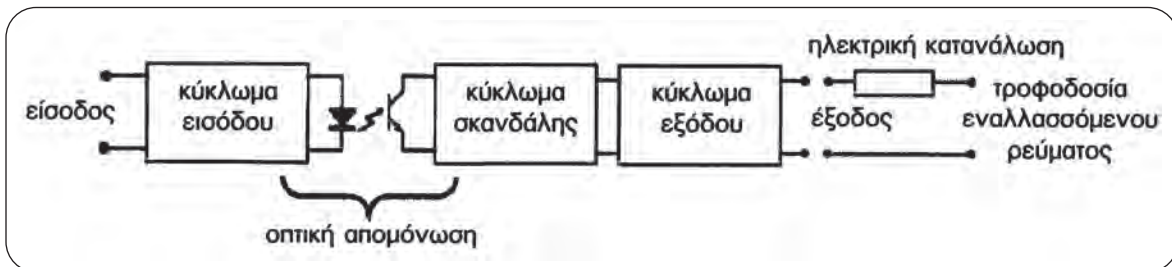 είσοδος
κύκλωμα
εισόδου
οπτική απομόνωση
κύκλωμα
σκανδάλης
κύκλωμα
εξόδου
ηλεκτρική κατανάλωση
έξοδος
τροφοδοσία
εναλλασσόμενου
ρεύματος